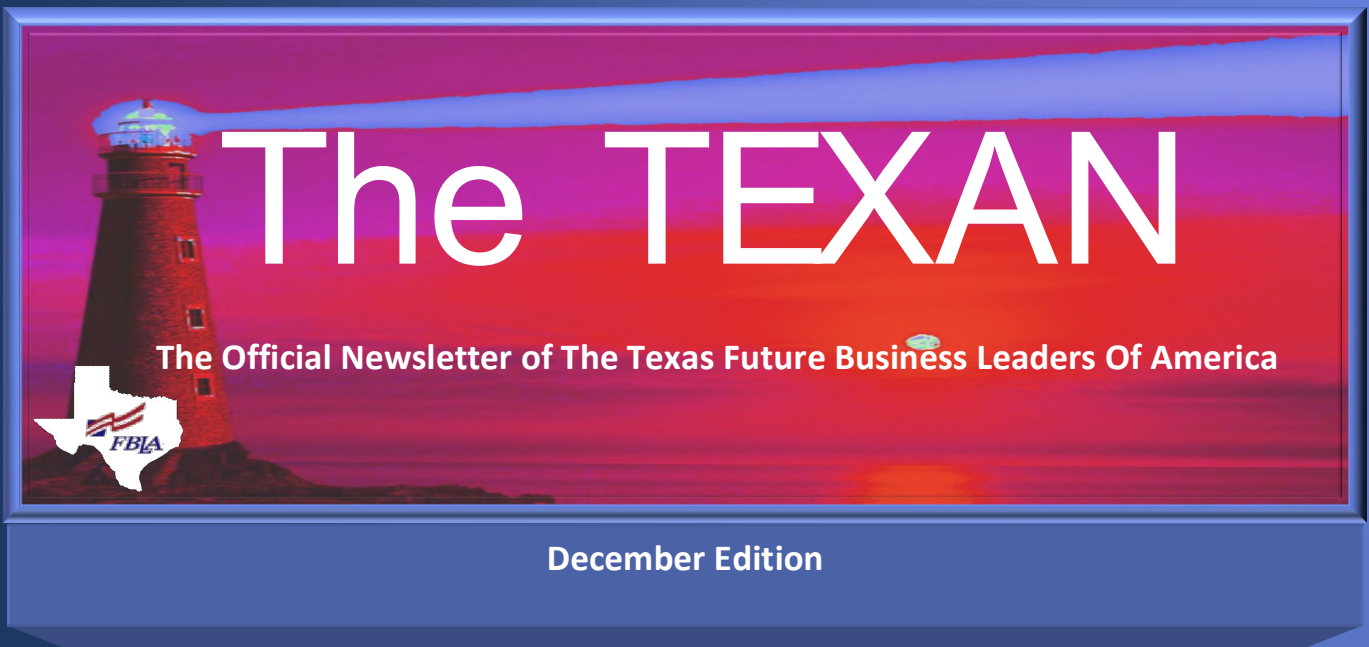 The TEXAN
The Official Newsletter of The Texas Future Business Leaders Of America
FBLA
December Edition